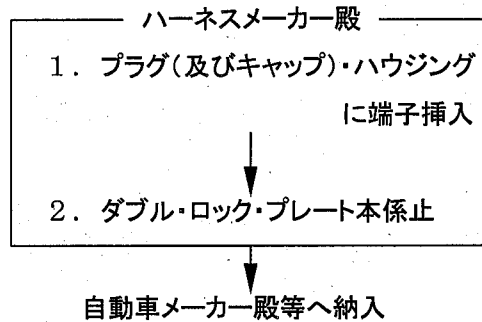 ハーネスメーカー殿
１．プラグ(及びキャップ)・ハウジング
に端子挿入
２．ダブル・ロック・プレート本係止
自動車メーカー殿等へ納入